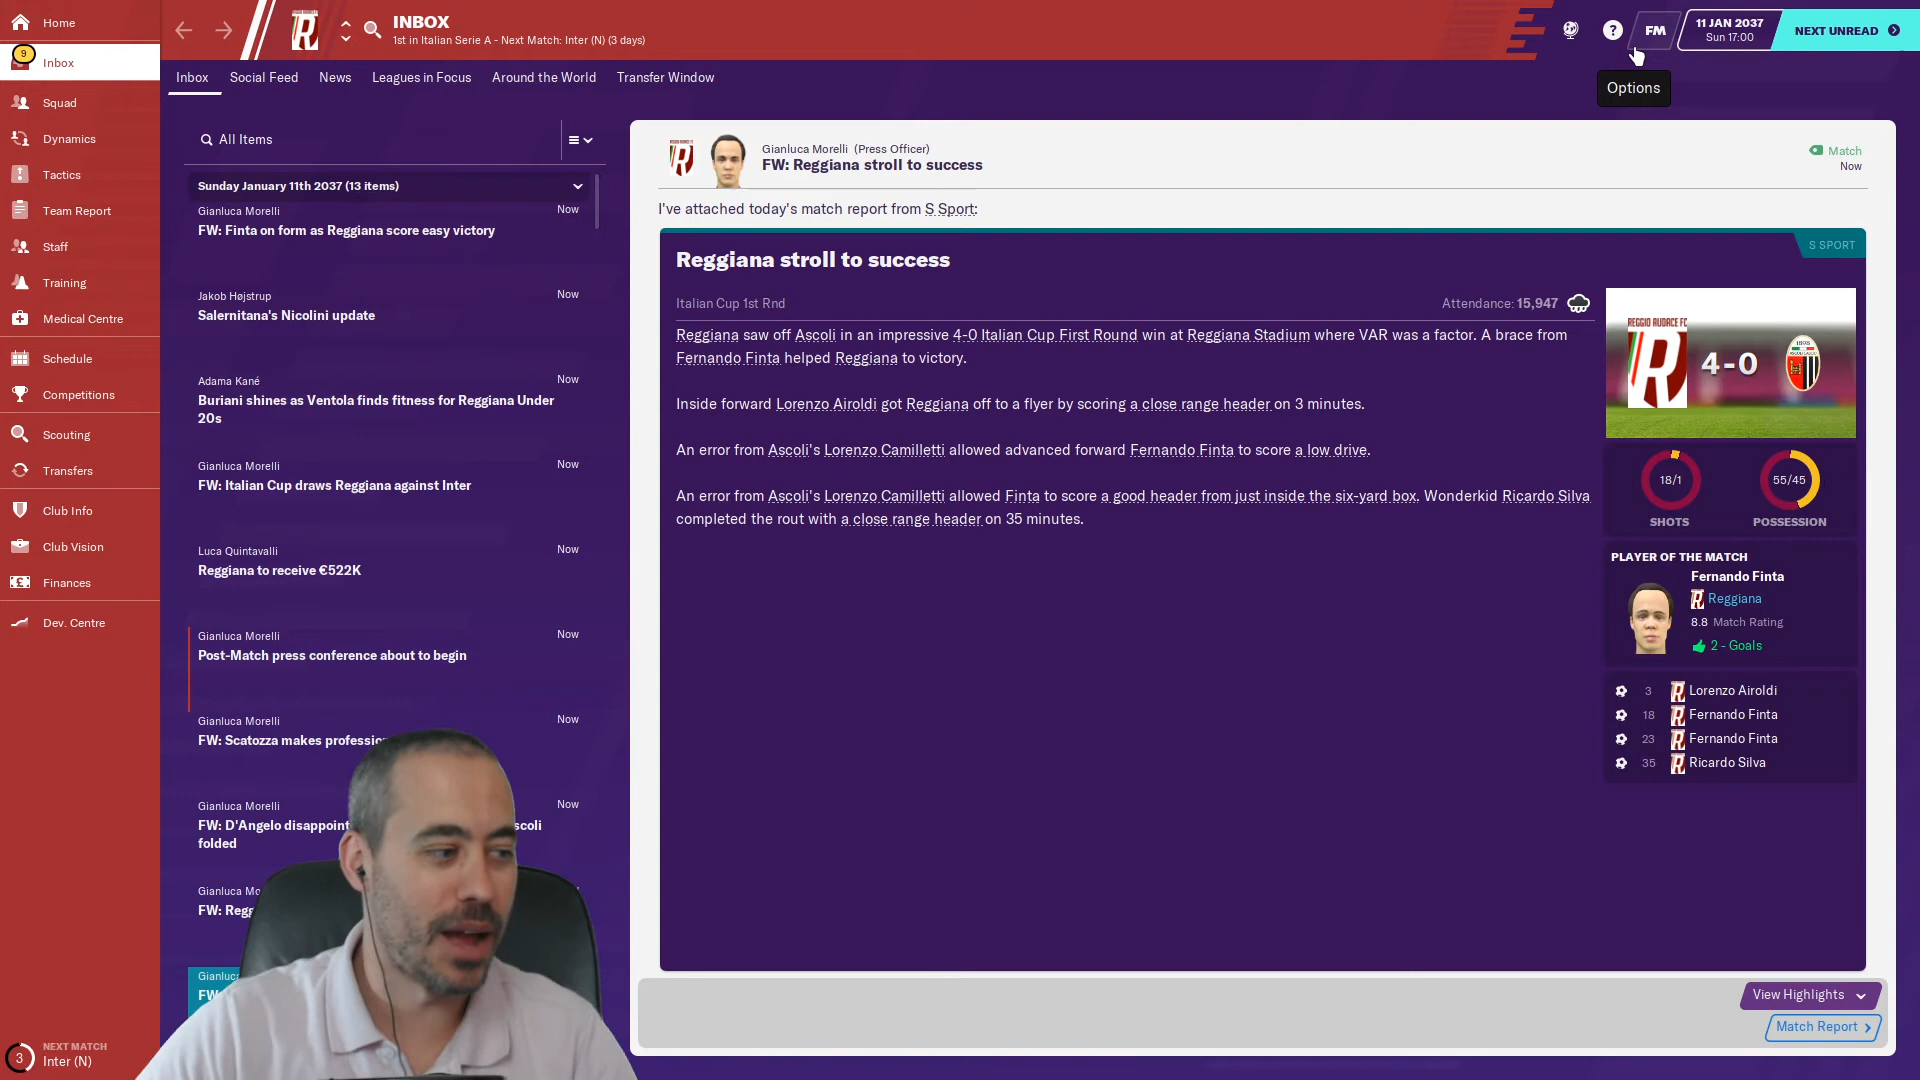 Home
9
Inbox
Squad
Dynamics
Tactics
Team Report
Staff
Training
Medical Centre
Schedule
Competitions
Scouting
Transfers
Club Info
Club Vision
Finances
Dev. Centre
3
NEXT MATCH
Inter (N)
INBOX
1st in Italian Serie A - Next Match: Inter (N) (3 days)
?
FM
11 JAN 2037
Sun 17:00
NEXT UNREAD
Options
Inbox
Social Feed
News
Leagues in Focus
Around the World
Transfer Window
All Items
Sunday January 11th 2037 (13 items)
Gianluca Morelli
Now
FW: Finta on form as Reggiana score easy victory
Jakob Højstrup
Now
Salernitana's Nicolini update
Adama Kané
Now
Buriani shines as Ventola finds fitness for Reggiana Under
20s
Gianluca Morelli
Now
FW: Italian Cup draws Reggiana against Inter
Luca Quintavalli
Now
Reggiana to receive €522K
Gianluca Morelli
Now
Post-Match press conference about to begin
Gianluca Morelli
Now
FW: Scatozza makes
Gianluca Morelli
Now
FW: D'Angelo
folded
Gianluca
FW:
FW
Gianluca Morelli (Press Officer)
FW: Reggiana stroll to success
Match
Now
I've attached today's match report from S Sport:
S SPORT
Reggiana stroll to success
Italian Cup 1st Rnd
Attendance: 15,947
Reggiana saw off Ascoli in an impressive 4-0 Italian Cup First Round win at Reggiana Stadium where VAR was a factor. A brace from
Fernando Finta helped Reggiana to victory.
Inside forward Lorenzo Airoldi got Reggiana off to a flyer by scoring a close range header on 3 minutes.
An error from Ascoli's Lorenzo Camilletti allowed advanced forward Fernando Finta to score a low drive.
An error from Ascoli's Lorenzo Camilletti allowed Finta to score a good header from just inside the six-yard box. Wonderkid Ricardo Silva
completed the rout with a close range header on 35 minutes.
REGGIO AUDACE FC
4-0
18/1
SHOTS
55/45
POSSESSION
PLAYER OF THE MATCH
Fernando Finta
Reggiana
8.8 Match Rating
2 - Goals
3 Lorenzo Airoldi
18 Fernando Finta
23 Fernando Finta
35 Ricardo Silva
View Highlights
Match Report